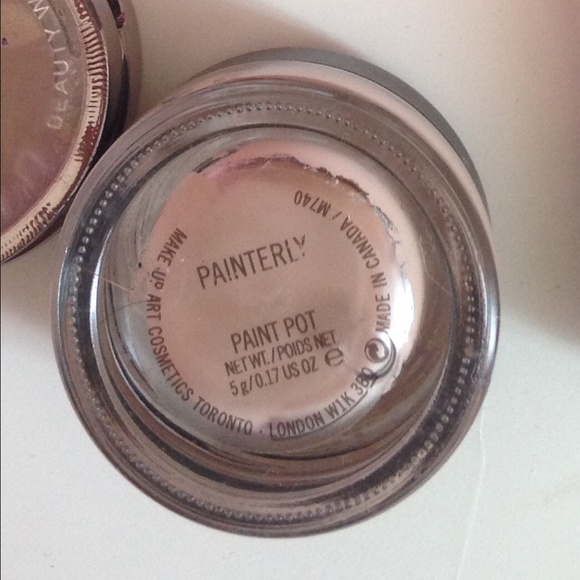 PAINTERLY
PAINT POT
NET WT./POIDS NET
5g/0.17 US OZ e
MAKE UP ART COSMETICS TORONTO · LONDON W1K
MADE IN CANADA / M740
BEAUTY